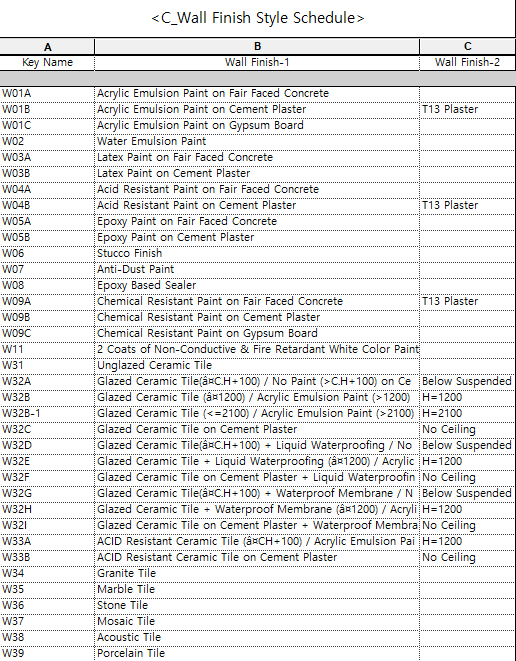 <C_Wall Finish Style Schedule>
A B C
Key Name Wall Finish-1 Wall Finish-2
W01A Acrylic Emulsion Paint on Fair Faced Concrete
W01B Acrylic Emulsion Paint on Cement Plaster T13 Plaster
W01C Acrylic Emulsion Paint on Gypsum Board
W02 Water Emulsion Paint
W03A Latex Paint on Fair Faced Concrete
W03B Latex Paint on Cement Plaster
W04A Acid Resistant Paint on Fair Faced Concrete
W04B Acid Resistant Paint on Cement Plaster T13 Plaster
W05A Epoxy Paint on Fair Faced Concrete
W05B Epoxy Paint on Cement Plaster
W06 Stucco Finish
W07 Anti-Dust Paint
W08 Epoxy Based Sealer
W09A Chemical Resistant Paint on Fair Faced Concrete T13 Plaster
W09B Chemical Resistant Paint on Cement Plaster
W09C Chemical Resistant Paint on Gypsum Board
W11 2 Coats of Non-Conductive & Fire Retardant White Color Paint
W31 Unglazed Ceramic Tile
W32A Glazed Ceramic Tile(â¤C.H+100) / No Paint (>C.H+100) on Ce Below Suspended
W32B Glazed Ceramic Tile (â¤1200) / Acrylic Emulsion Paint (>1200) H=1200
W32B-1 Glazed Ceramic Tile (<=2100) / Acrylic Emulsion Paint (>2100) H=2100
W32C Glazed Ceramic Tile on Cement Plaster No Ceiling
W32D Glazed Ceramic Tile(â¤C.H+100) + Liquid Waterproofing / No Below Suspended
W32E Glazed Ceramic Tile + Liquid Waterproofing (â¤1200) / Acrylic H=1200
W32F Glazed Ceramic Tile on Cement Plaster + Liquid Waterproofin No Ceiling
W32G Glazed Ceramic Tile(â¤C.H+100) + Waterproof Membrane / N Below Suspended
W32H Glazed Ceramic Tile + Waterproof Membrane (â¤1200) / Acryli H=1200
W32I Glazed Ceramic Tile on Cement Plaster + Waterproof Membra No Ceiling
W33A ACID Resistant Ceramic Tile (â¤CH+100) / Acrylic Emulsion Pai H=1200
W33B ACID Resistant Ceramic Tile on Cement Plaster No Ceiling
W34 Granite Tile
W35 Marble Tile
W36 Stone Tile
W37 Mosaic Tile
W38 Acoustic Tile
W39 Porcelain Tile